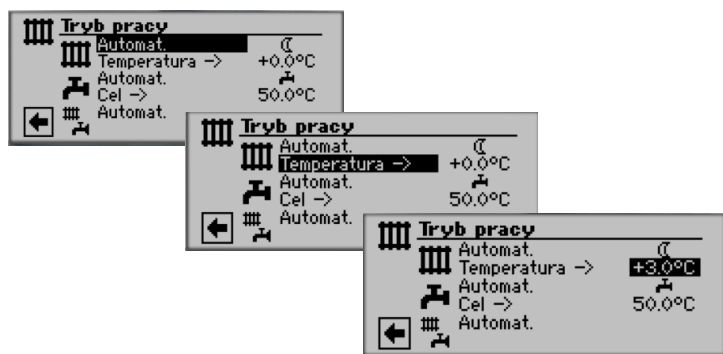 Tryb pracy
Automat.
Temperatura -> +0.0°C
Automat.
Cel -> 50.0°C
Automat.
Tryb pracy
Automat.
Temperatura -> +0.0°C
Automat.
Cel -> 50.0°C
Automat.
Tryb pracy
Automat.
Temperatura -> +3.0°C
Automat.
Cel -> 50.0°C
Automat.